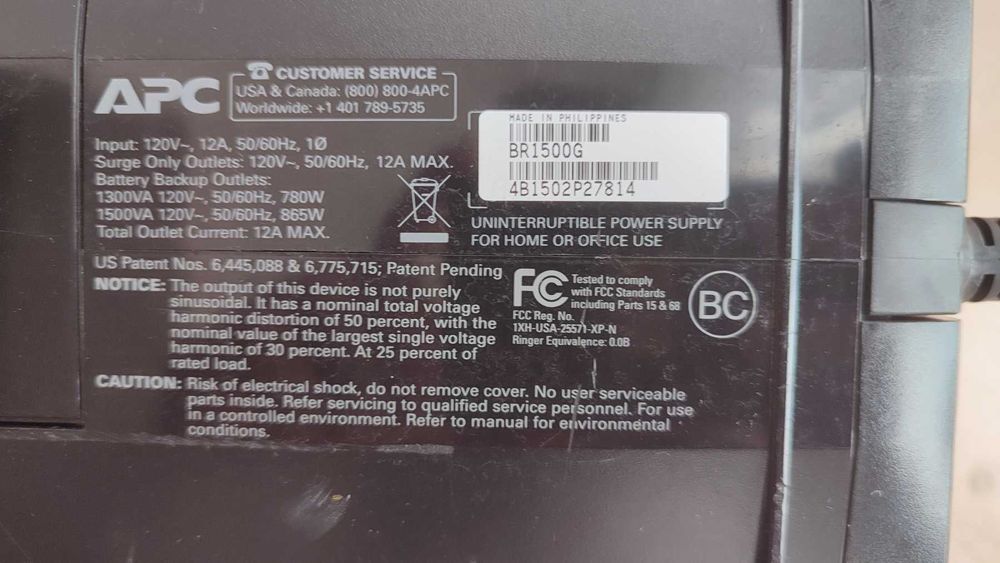 APC
☎ CUSTOMER SERVICE
USA & Canada: (800) 800-4APC
Worldwide: +1 401 789-5735
Input: 120V~, 12A, 50/60Hz, 1Ø
Surge Only Outlets: 120V~, 50/60Hz, 12A MAX.
Battery Backup Outlets:
1300VA 120V~, 50/60Hz, 780W
1500VA 120V~, 50/60Hz, 865W
Total Outlet Current: 12A MAX.
MADE IN PHILIPPINES
BR1500G
4B1502P27814
UNINTERRUPTIBLE POWER SUPPLY
FOR HOME OR OFFICE USE
US Patent Nos. 6,445,088 & 6,775,715; Patent Pending
NOTICE: The output of this device is not purely
sinusoidal. It has a nominal total voltage
harmonic distortion of 50 percent, with the
nominal value of the largest single voltage
harmonic of 30 percent. At 25 percent of
rated load.
FC
Tested to comply
with FCC Standards
including Parts 15 & 68
FCC Reg. No.
1XH-USA-25571-XP-N
Ringer Equivalence: 0.0B
BC
CAUTION: Risk of electrical shock, do not remove cover. No user serviceable
parts inside. Refer servicing to qualified service personnel. For use
in a controlled environment. Refer to manual for environmental
conditions.